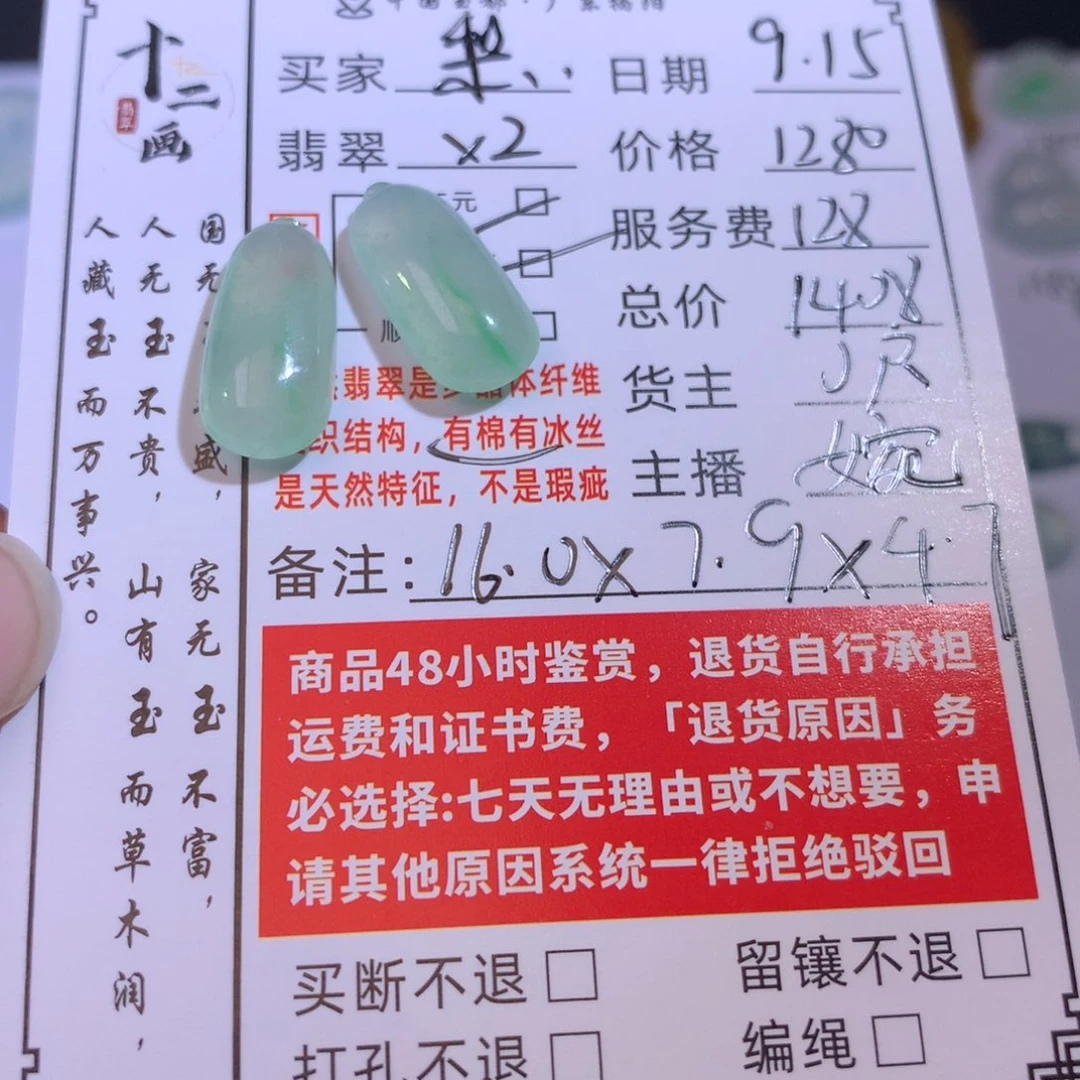 十二画
翡翠
国无
盛，家无玉不富，
人无玉不贵，山有玉而草木润，
人藏玉而万事兴。
买家
日期 9.15
翡翠 x2 价格 1280
元
服务费 128
总价 1408
顺
货主
翡翠是
体纤维
织结构，有棉有冰丝
是天然特征，不是瑕疵
主播 婉
备注：16.0x7.9x4.7
商品48小时鉴赏，退货自行承担
运费和证书费，「退货原因」务
必选择:七天无理由或不想要，申
请其他原因系统一律拒绝驳回
买断不退 留镶不退
打孔不退 编绳